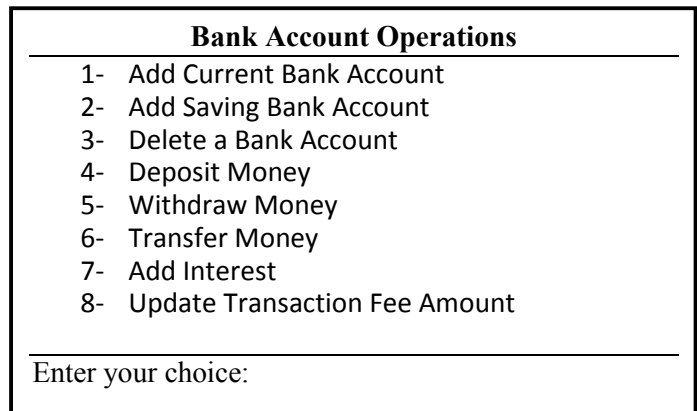 Bank Account Operations
1- Add Current Bank Account
2- Add Saving Bank Account
3- Delete a Bank Account
4- Deposit Money
5- Withdraw Money
6- Transfer Money
7- Add Interest
8- Update Transaction Fee Amount
Enter your choice: